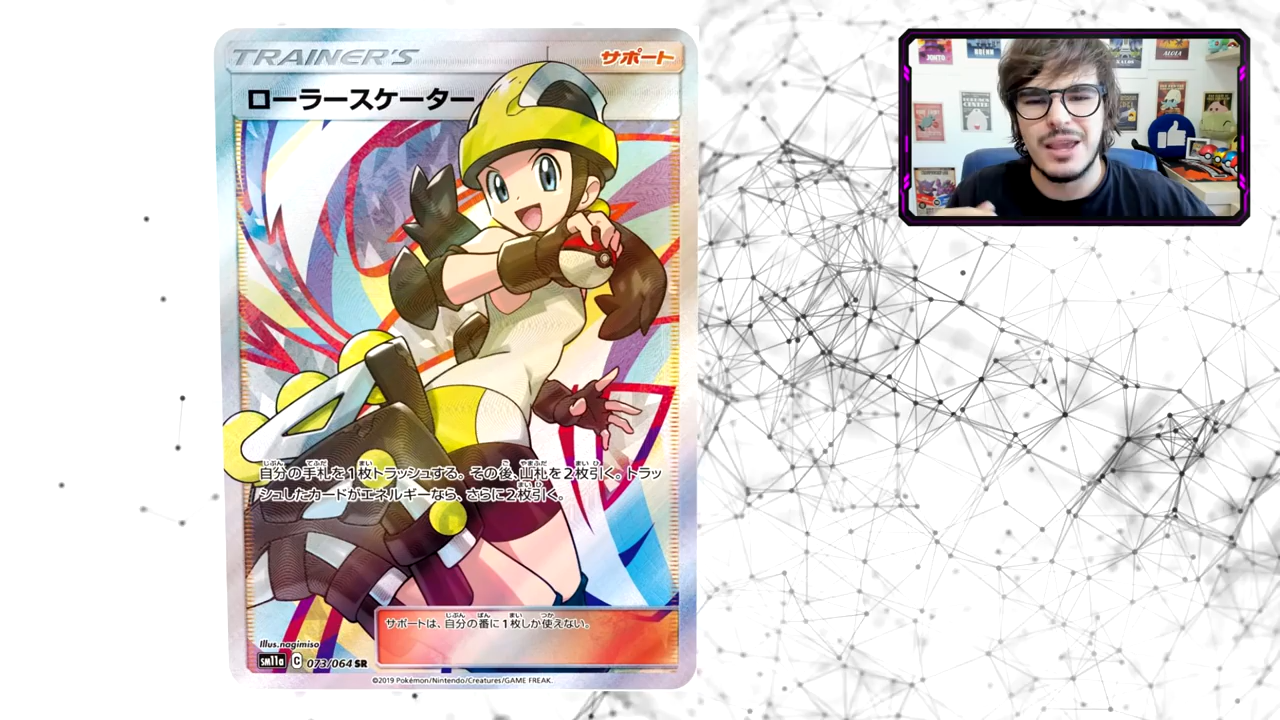 TRAINER'S
サポート
ローラースケーター
自分の手札を1枚トラッシュする。その後、山札を2枚引く。トラッ
シュしたカードがエネルギーなら、さらに2枚引く。
サポートは、自分の番に1枚しか使えない。
Illus.nagimiso
sm11a C 073/064 SR
©2019 Pokémon/Nintendo/Creatures/GAME FREAK.
JOHTO
ALOLA